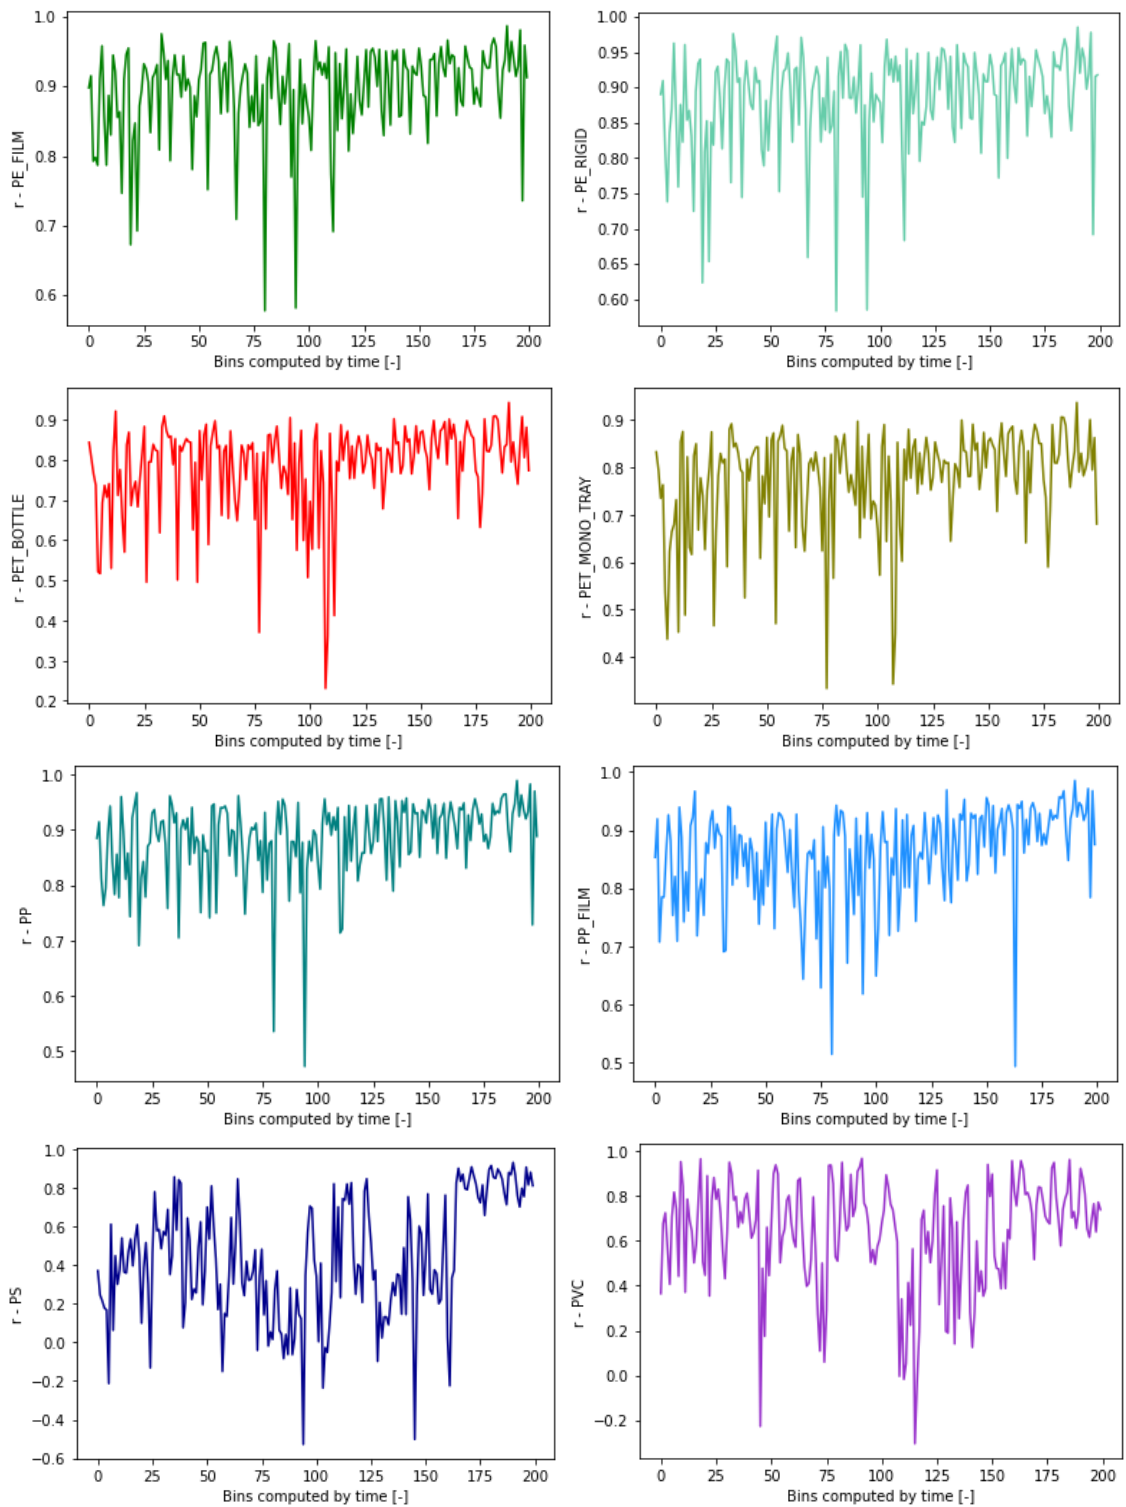 1.0
0.9
0.8
0.7
0.6
r - PE_FILM
0 25 50 75 100 125 150 175 200
Bins computed by time [-]
1.00
0.95
0.90
0.85
0.80
0.75
0.70
0.65
0.60
r - PE_RIGID
0 25 50 75 100 125 150 175 200
Bins computed by time [-]
0.9
0.8
0.7
0.6
0.5
0.4
0.3
0.2
r - PET_BOTTLE
0 25 50 75 100 125 150 175 200
Bins computed by time [-]
0.9
0.8
0.7
0.6
0.5
0.4
r - PET_MONO_TRAY
0 25 50 75 100 125 150 175 200
Bins computed by time [-]
1.0
0.9
0.8
0.7
0.6
0.5
r - PP
0 25 50 75 100 125 150 175 200
Bins computed by time [-]
1.0
0.9
0.8
0.7
0.6
0.5
r - PP_FILM
0 25 50 75 100 125 150 175 200
Bins computed by time [-]
1.0
0.8
0.6
0.4
0.2
0.0
−0.2
−0.4
−0.6
r - PS
0 25 50 75 100 125 150 175 200
Bins computed by time [-]
1.0
0.8
0.6
0.4
0.2
0.0
−0.2
r - PVC
0 25 50 75 100 125 150 175 200
Bins computed by time [-]